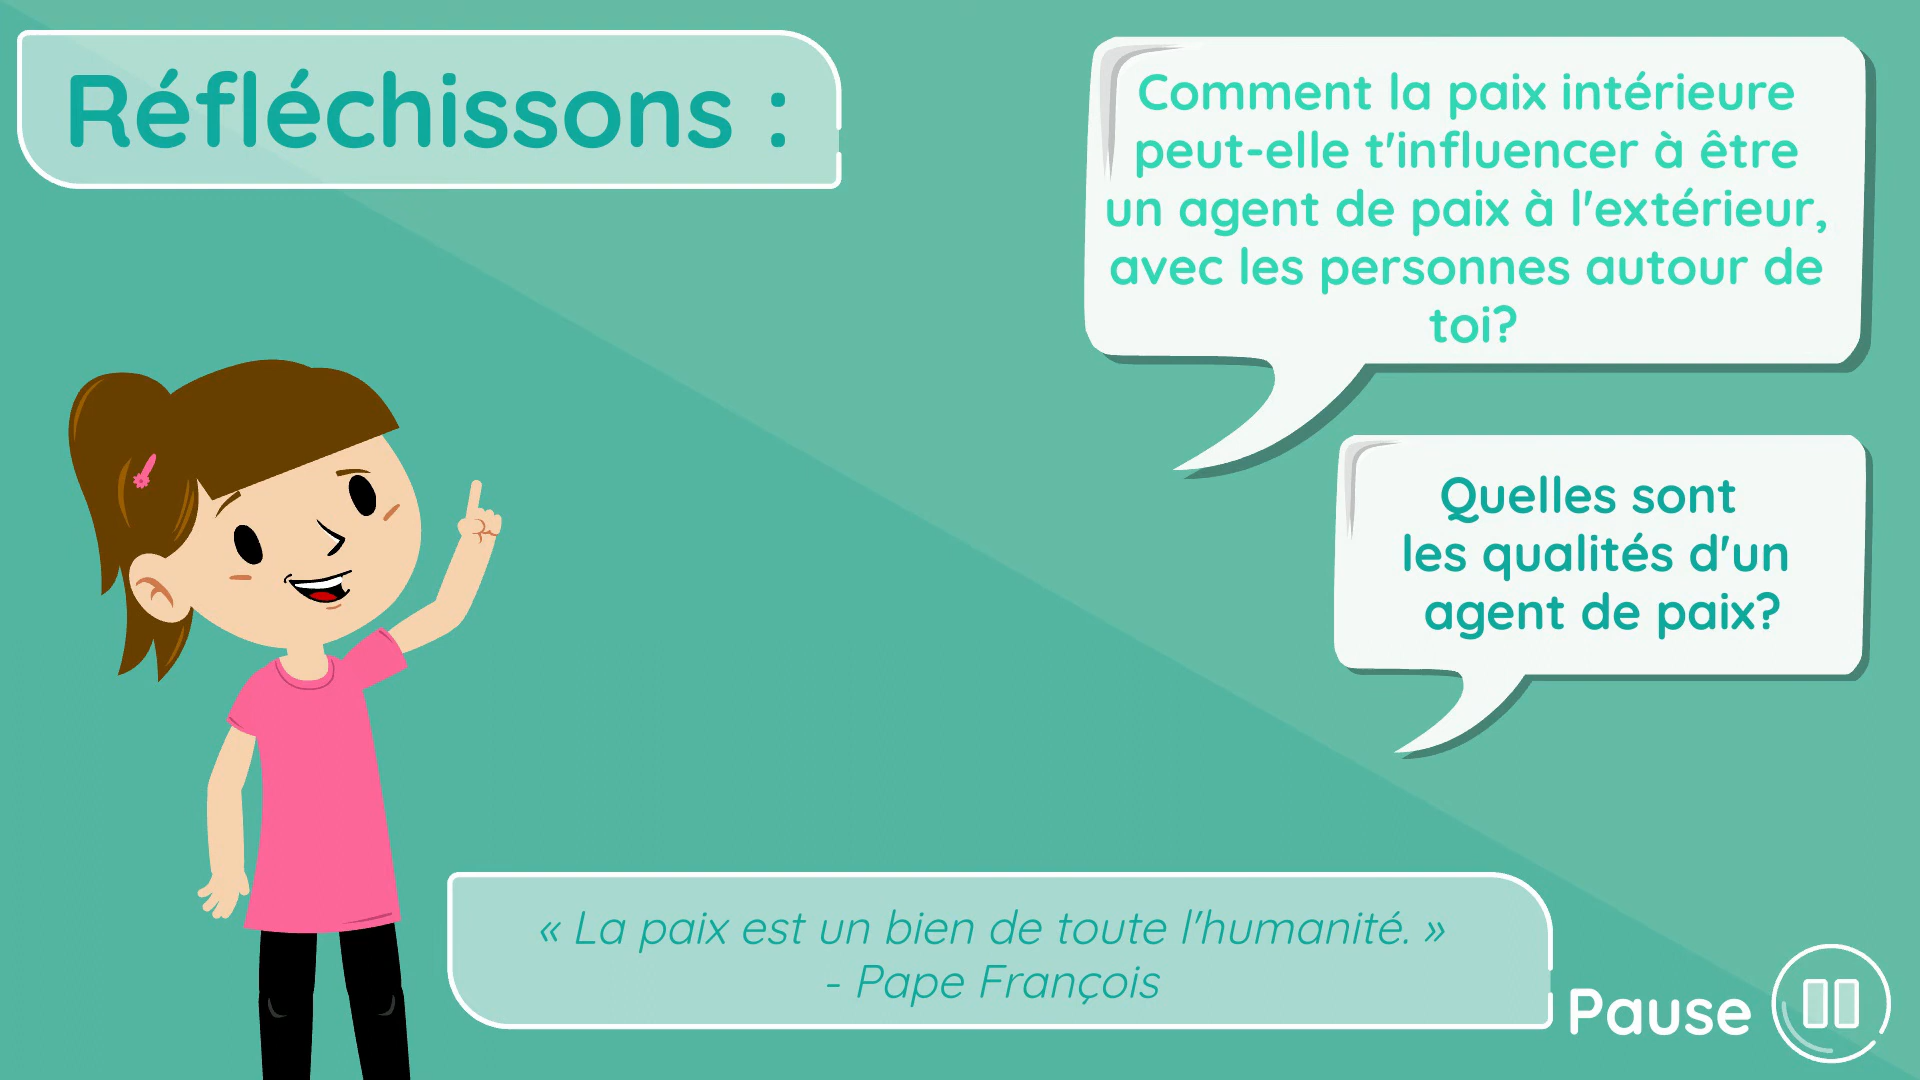 Réfléchissons :
Comment la paix intérieure
peut-elle t'influencer à être
un agent de paix à l'extérieur,
avec les personnes autour de
toi?
Quelles sont
les qualités d'un
agent de paix?
« La paix est un bien de toute l'humanité. »
- Pape François
Pause